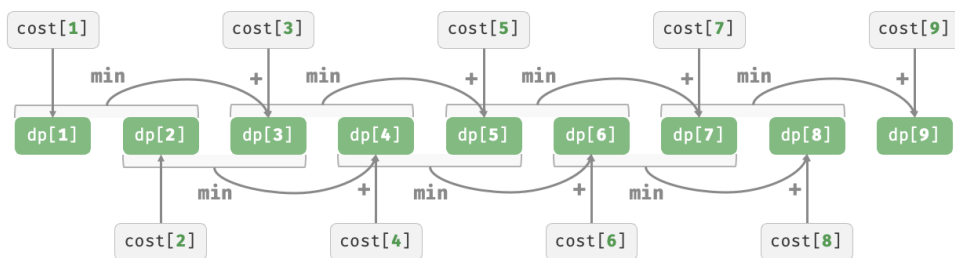 cost[1] cost[3] cost[5] cost[7] cost[9]
min + min + min + min +
dp[1] dp[2] dp[3] dp[4] dp[5] dp[6] dp[7] dp[8] dp[9]
min + min + min +
cost[2] cost[4] cost[6] cost[8]